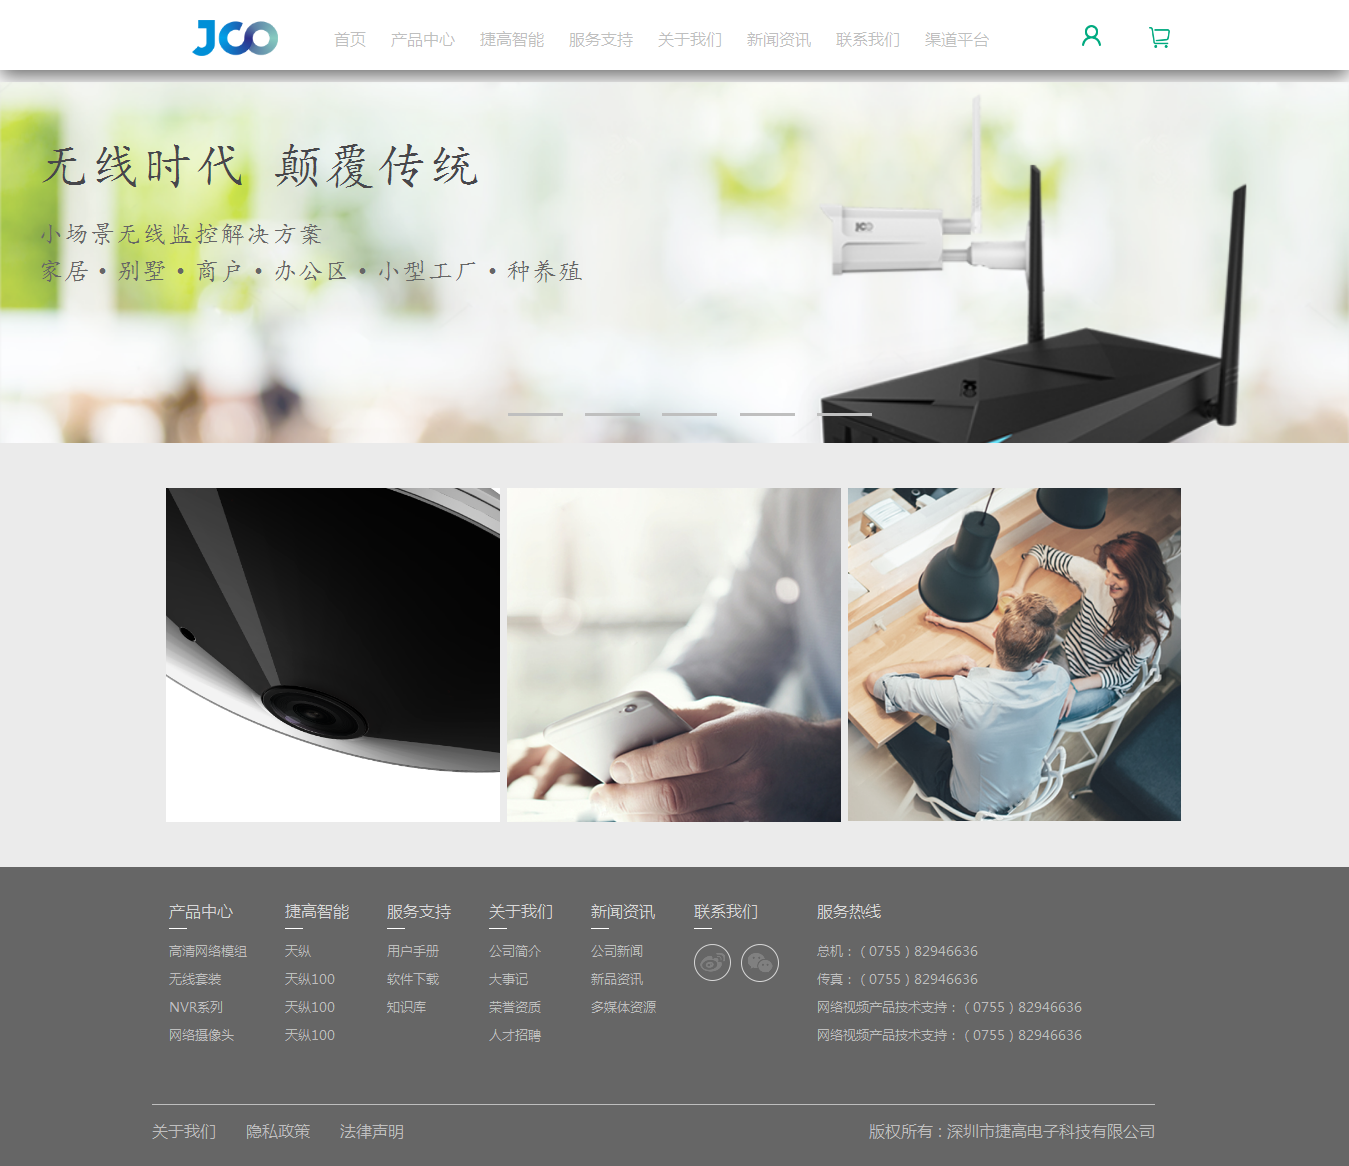 JCO
首页 产品中心 捷高智能 服务支持 关于我们 新闻资讯 联系我们 渠道平台
无线时代 颠覆传统
小场景无线监控解决方案
家居·别墅·商户·办公区·小型工厂·种养殖
JCO
产品中心 捷高智能 服务支持 关于我们 新闻资讯 联系我们 服务热线
高清网络模组 天纵 用户手册 公司简介 公司新闻 总机:(0755)82946636
无线套装 天纵100 软件下载 大事记 新品资讯 传真:(0755)82946636
NVR系列 天纵100 知识库 荣誉资质 多媒体资源 网络视频产品技术支持:(0755)82946636
网络摄像头 天纵100 人才招聘 网络视频产品技术支持:(0755)82946636
关于我们 隐私政策 法律声明 版权所有:深圳市捷高电子科技有限公司